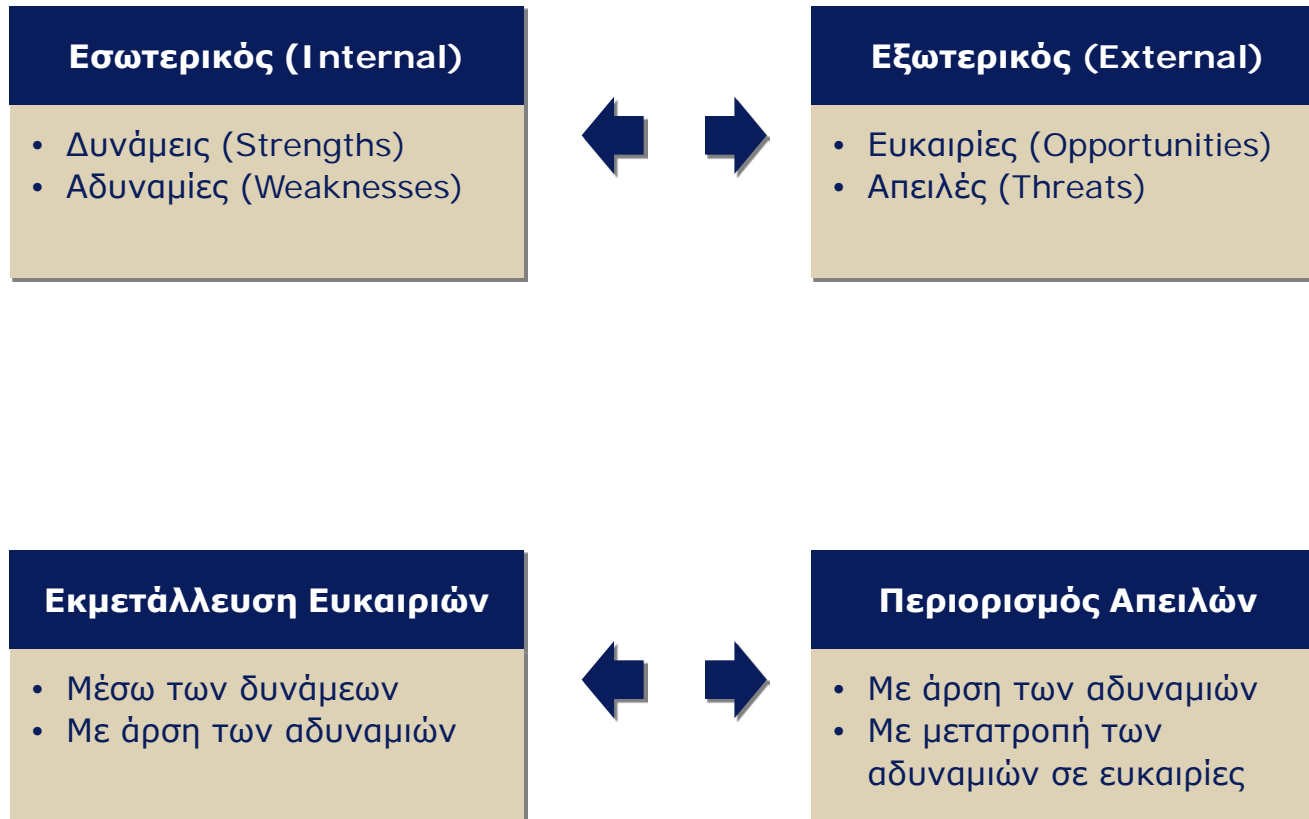 Εσωτερικός (Internal)
• Δυνάμεις (Strengths)
• Αδυναμίες (Weaknesses)
Εξωτερικός (External)
• Ευκαιρίες (Opportunities)
• Απειλές (Threats)
Εκμετάλλευση Ευκαιριών
• Μέσω των δυνάμεων
• Με άρση των αδυναμιών
Περιορισμός Απειλών
• Με άρση των αδυναμιών
• Με μετατροπή των
αδυναμιών σε ευκαιρίες